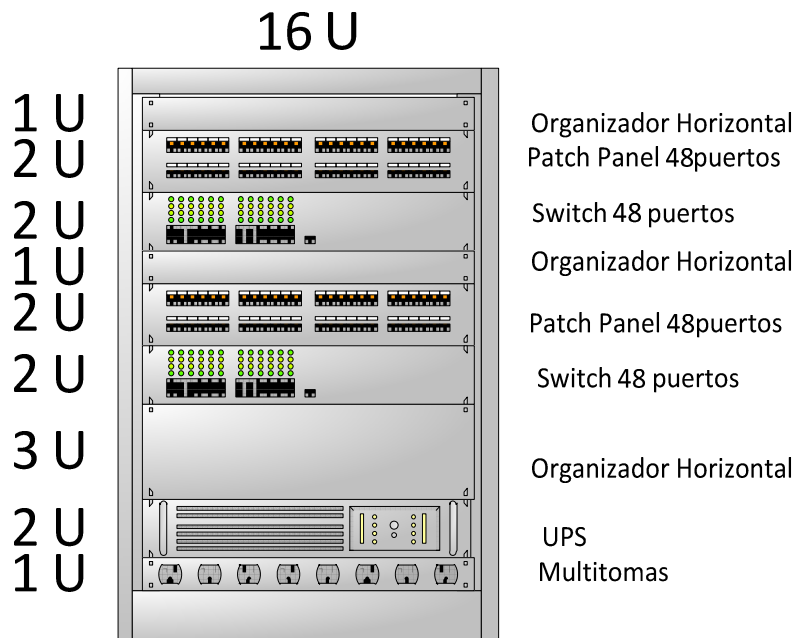 16 U
1 U
Organizador Horizontal
2 U
Patch Panel 48puertos
2 U
Switch 48 puertos
1 U
Organizador Horizontal
2 U
Patch Panel 48puertos
2 U
Switch 48 puertos
3 U
Organizador Horizontal
2 U
UPS
1 U
Multitomas